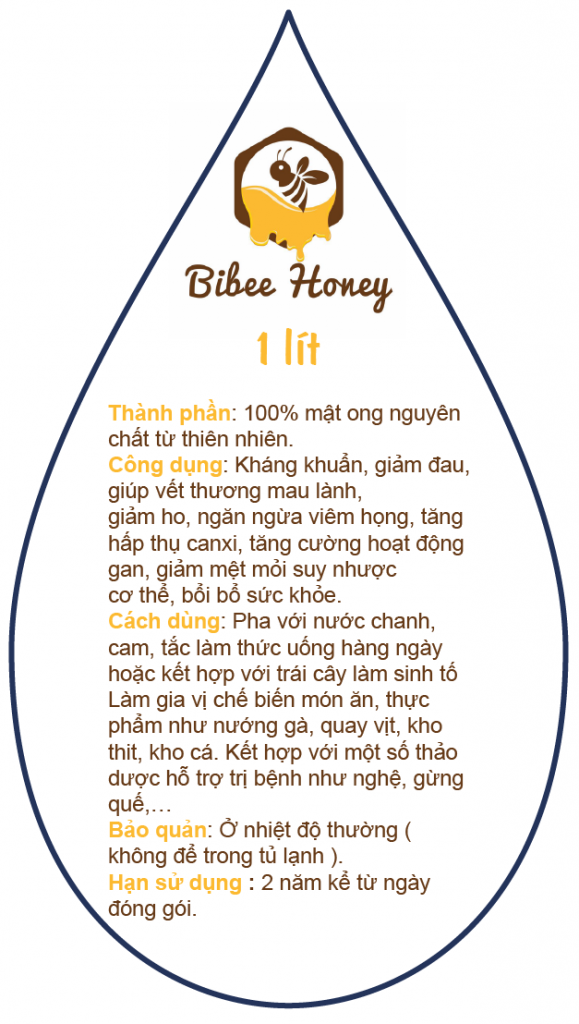 Bibee Honey
1 lít
Thành phần: 100% mật ong nguyên
chất từ thiên nhiên.
Công dụng: Kháng khuẩn, giảm đau,
giúp vết thương mau lành,
giảm ho, ngăn ngừa viêm họng, tăng
hấp thụ canxi, tăng cường hoạt động
gan, giảm mệt mỏi suy nhược
cơ thể, bồi bổ sức khỏe.
Cách dùng: Pha với nước chanh,
cam, tắc làm thức uống hàng ngày
hoặc kết hợp với trái cây làm sinh tố
Làm gia vị chế biến món ăn, thực
phẩm như nướng gà, quay vịt, kho
thit, kho cá. Kết hợp với một số thảo
dược hỗ trợ trị bệnh như nghệ, gừng
quế,...
Bảo quản: Ở nhiệt độ thường (
không để trong tủ lạnh ).
Hạn sử dụng : 2 năm kể từ ngày
đóng gói.